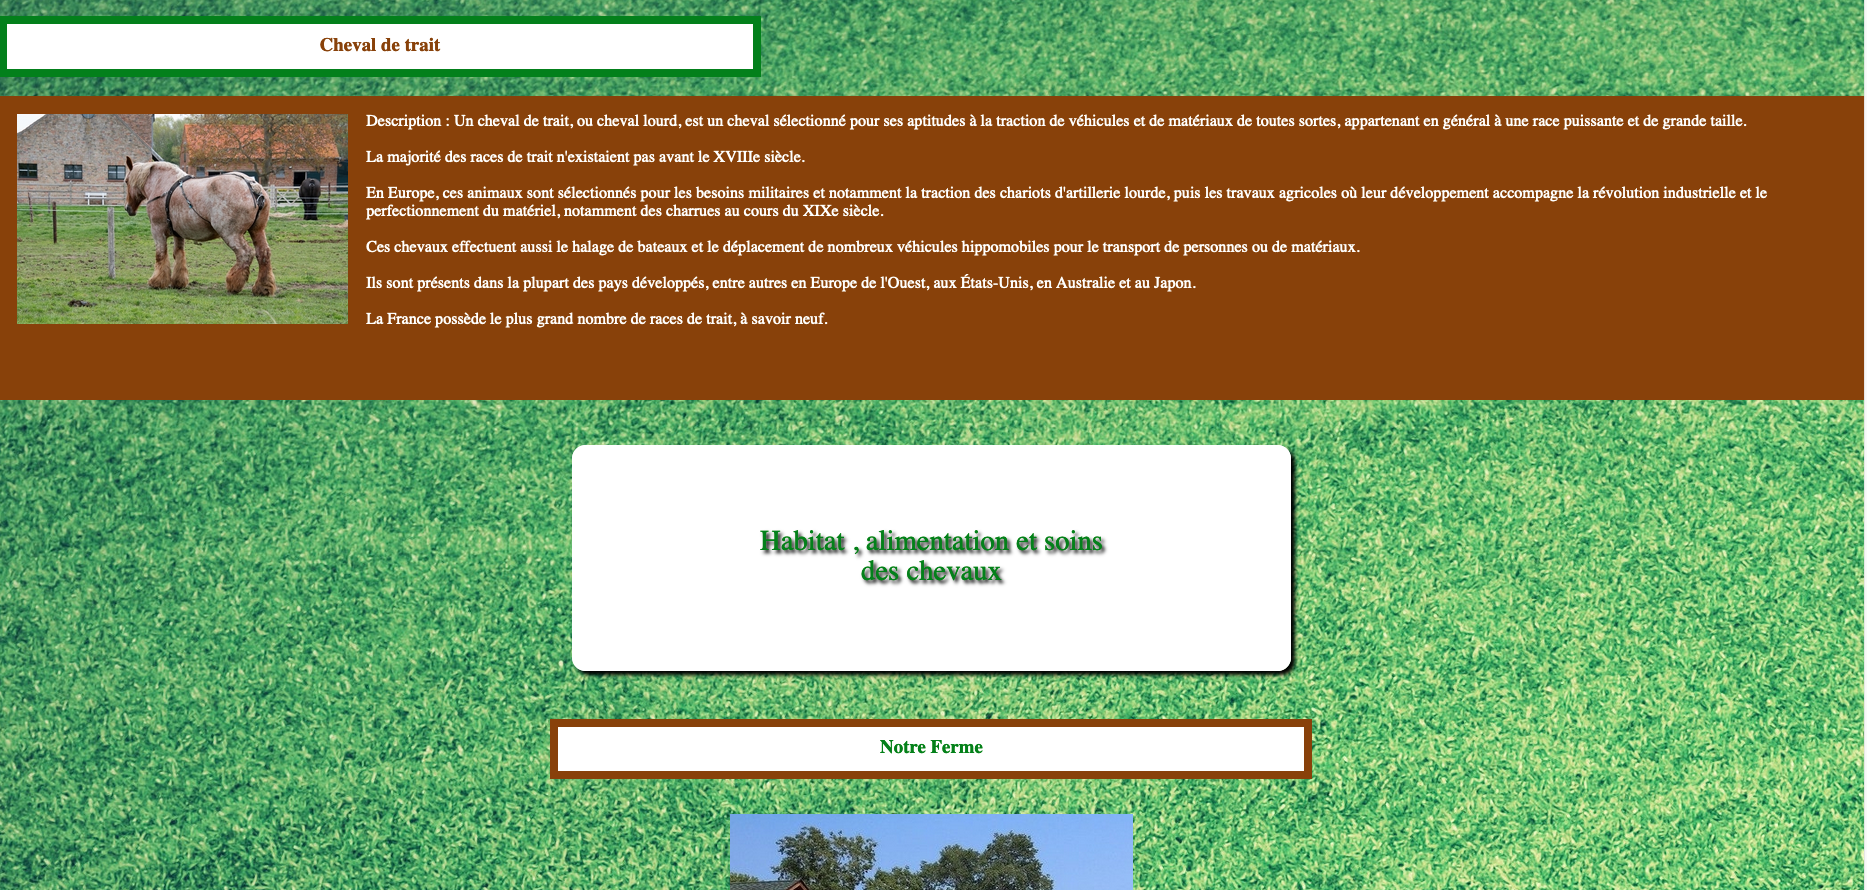 Cheval de trait
Description : Un cheval de trait, ou cheval lourd, est un cheval sélectionné pour ses aptitudes à la traction de véhicules et de matériaux de toutes sortes, appartenant en général à une race puissante et de grande taille.
La majorité des races de trait n'existaient pas avant le XVIIIe siècle.
En Europe, ces animaux sont sélectionnés pour les besoins militaires et notamment la traction des chariots d'artillerie lourde, puis les travaux agricoles où leur développement accompagne la révolution industrielle et le
perfectionnement du matériel, notamment des charrues au cours du XIXe siècle.
Ces chevaux effectuent aussi le halage de bateaux et le déplacement de nombreux véhicules hippomobiles pour le transport de personnes ou de matériaux.
Ils sont présents dans la plupart des pays développés, entre autres en Europe de l'Ouest, aux États-Unis, en Australie et au Japon.
La France possède le plus grand nombre de races de trait, à savoir neuf.
Habitat , alimentation et soins
des chevaux
Notre Ferme